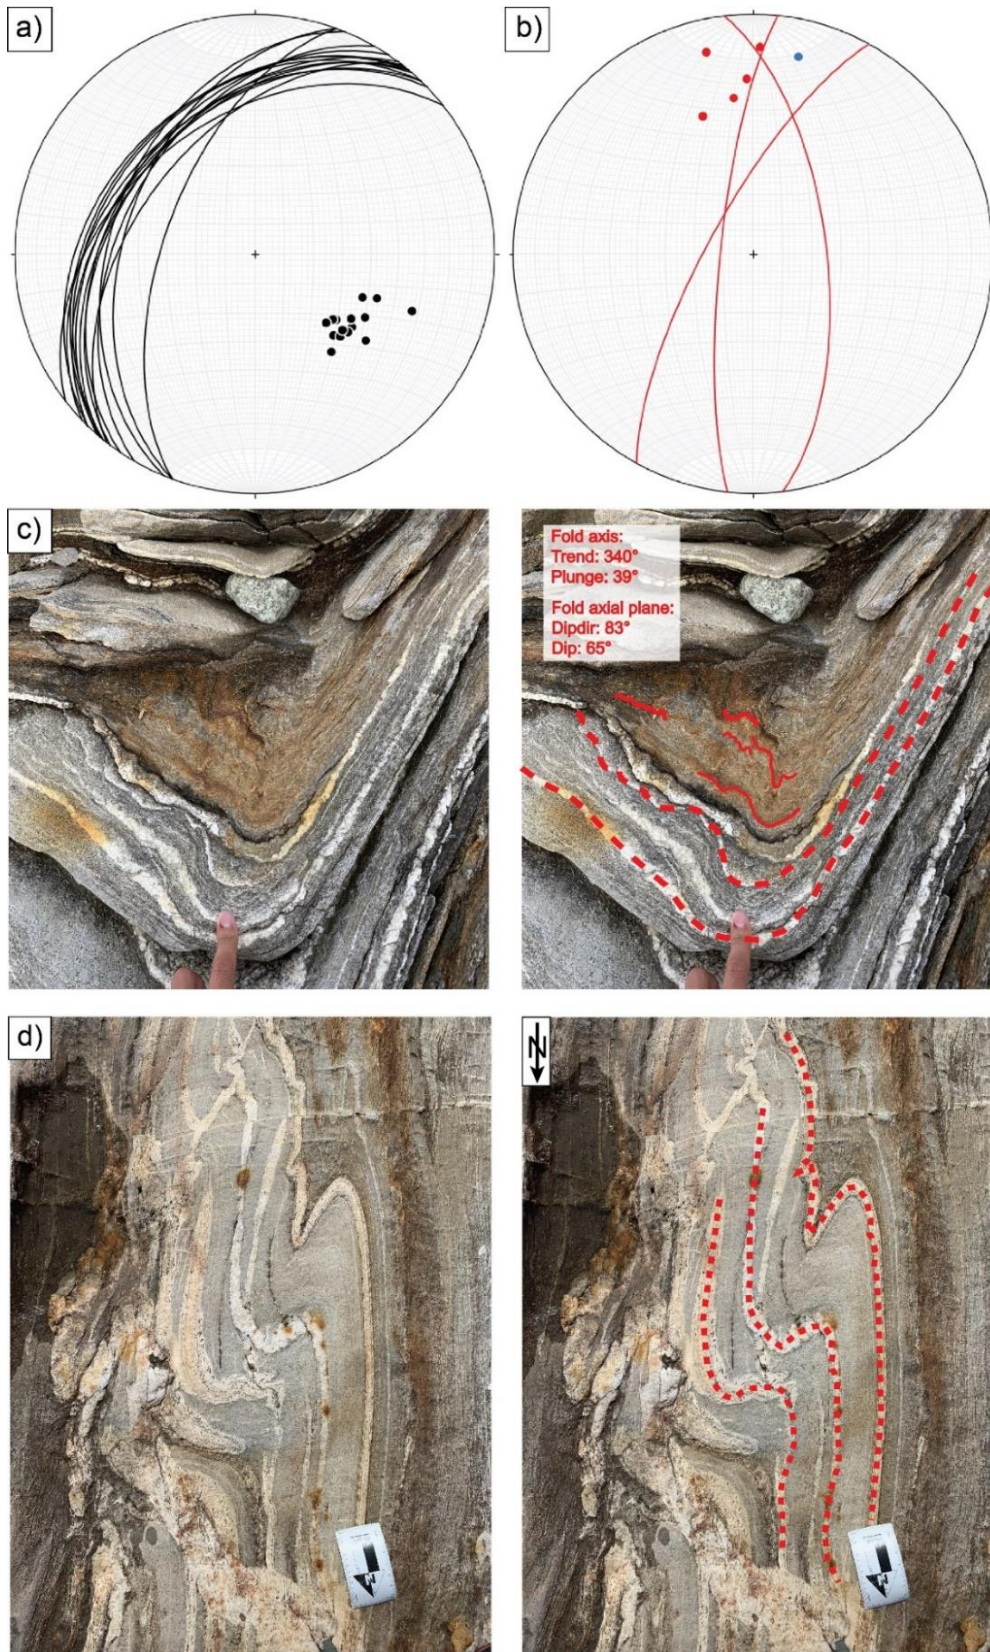 a)
b)
c)
Fold axis:
Trend: 340°
Plunge: 39°
Fold axial plane:
Dipdir: 83°
Dip: 65°
d)
N